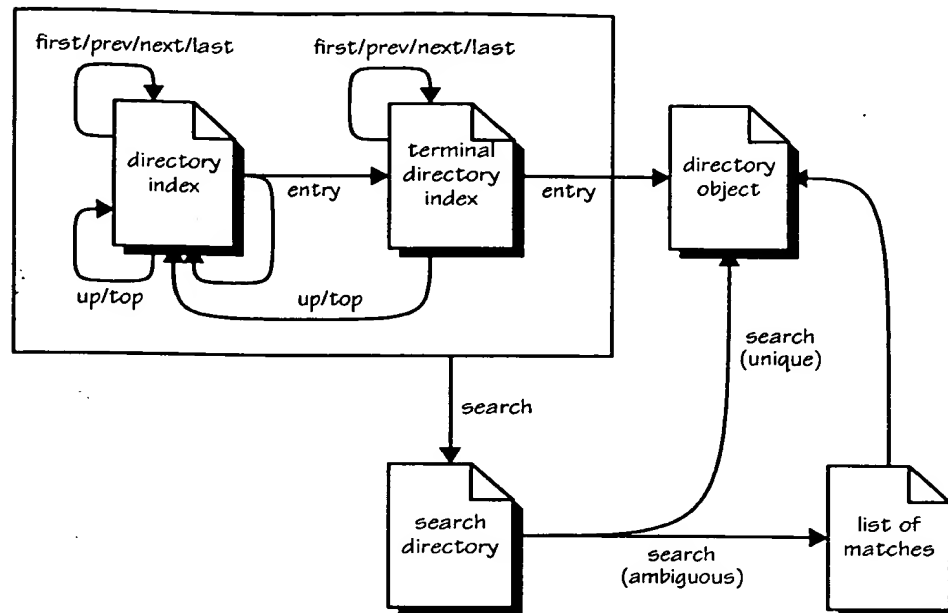 first/prev/next/last
first/prev/next/last
directory
index
entry
terminal
directory
index
entry
directory
object
up/top
up/top
search
(unique)
search
search
directory
search
(ambiguous)
list of
matches